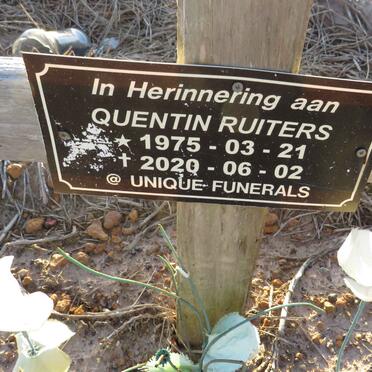 In Herinnering aan
QUENTIN RUITERS
★ 1975 - 03 - 21
✝ 2020 - 06 - 02
@ UNIQUE FUNERALS